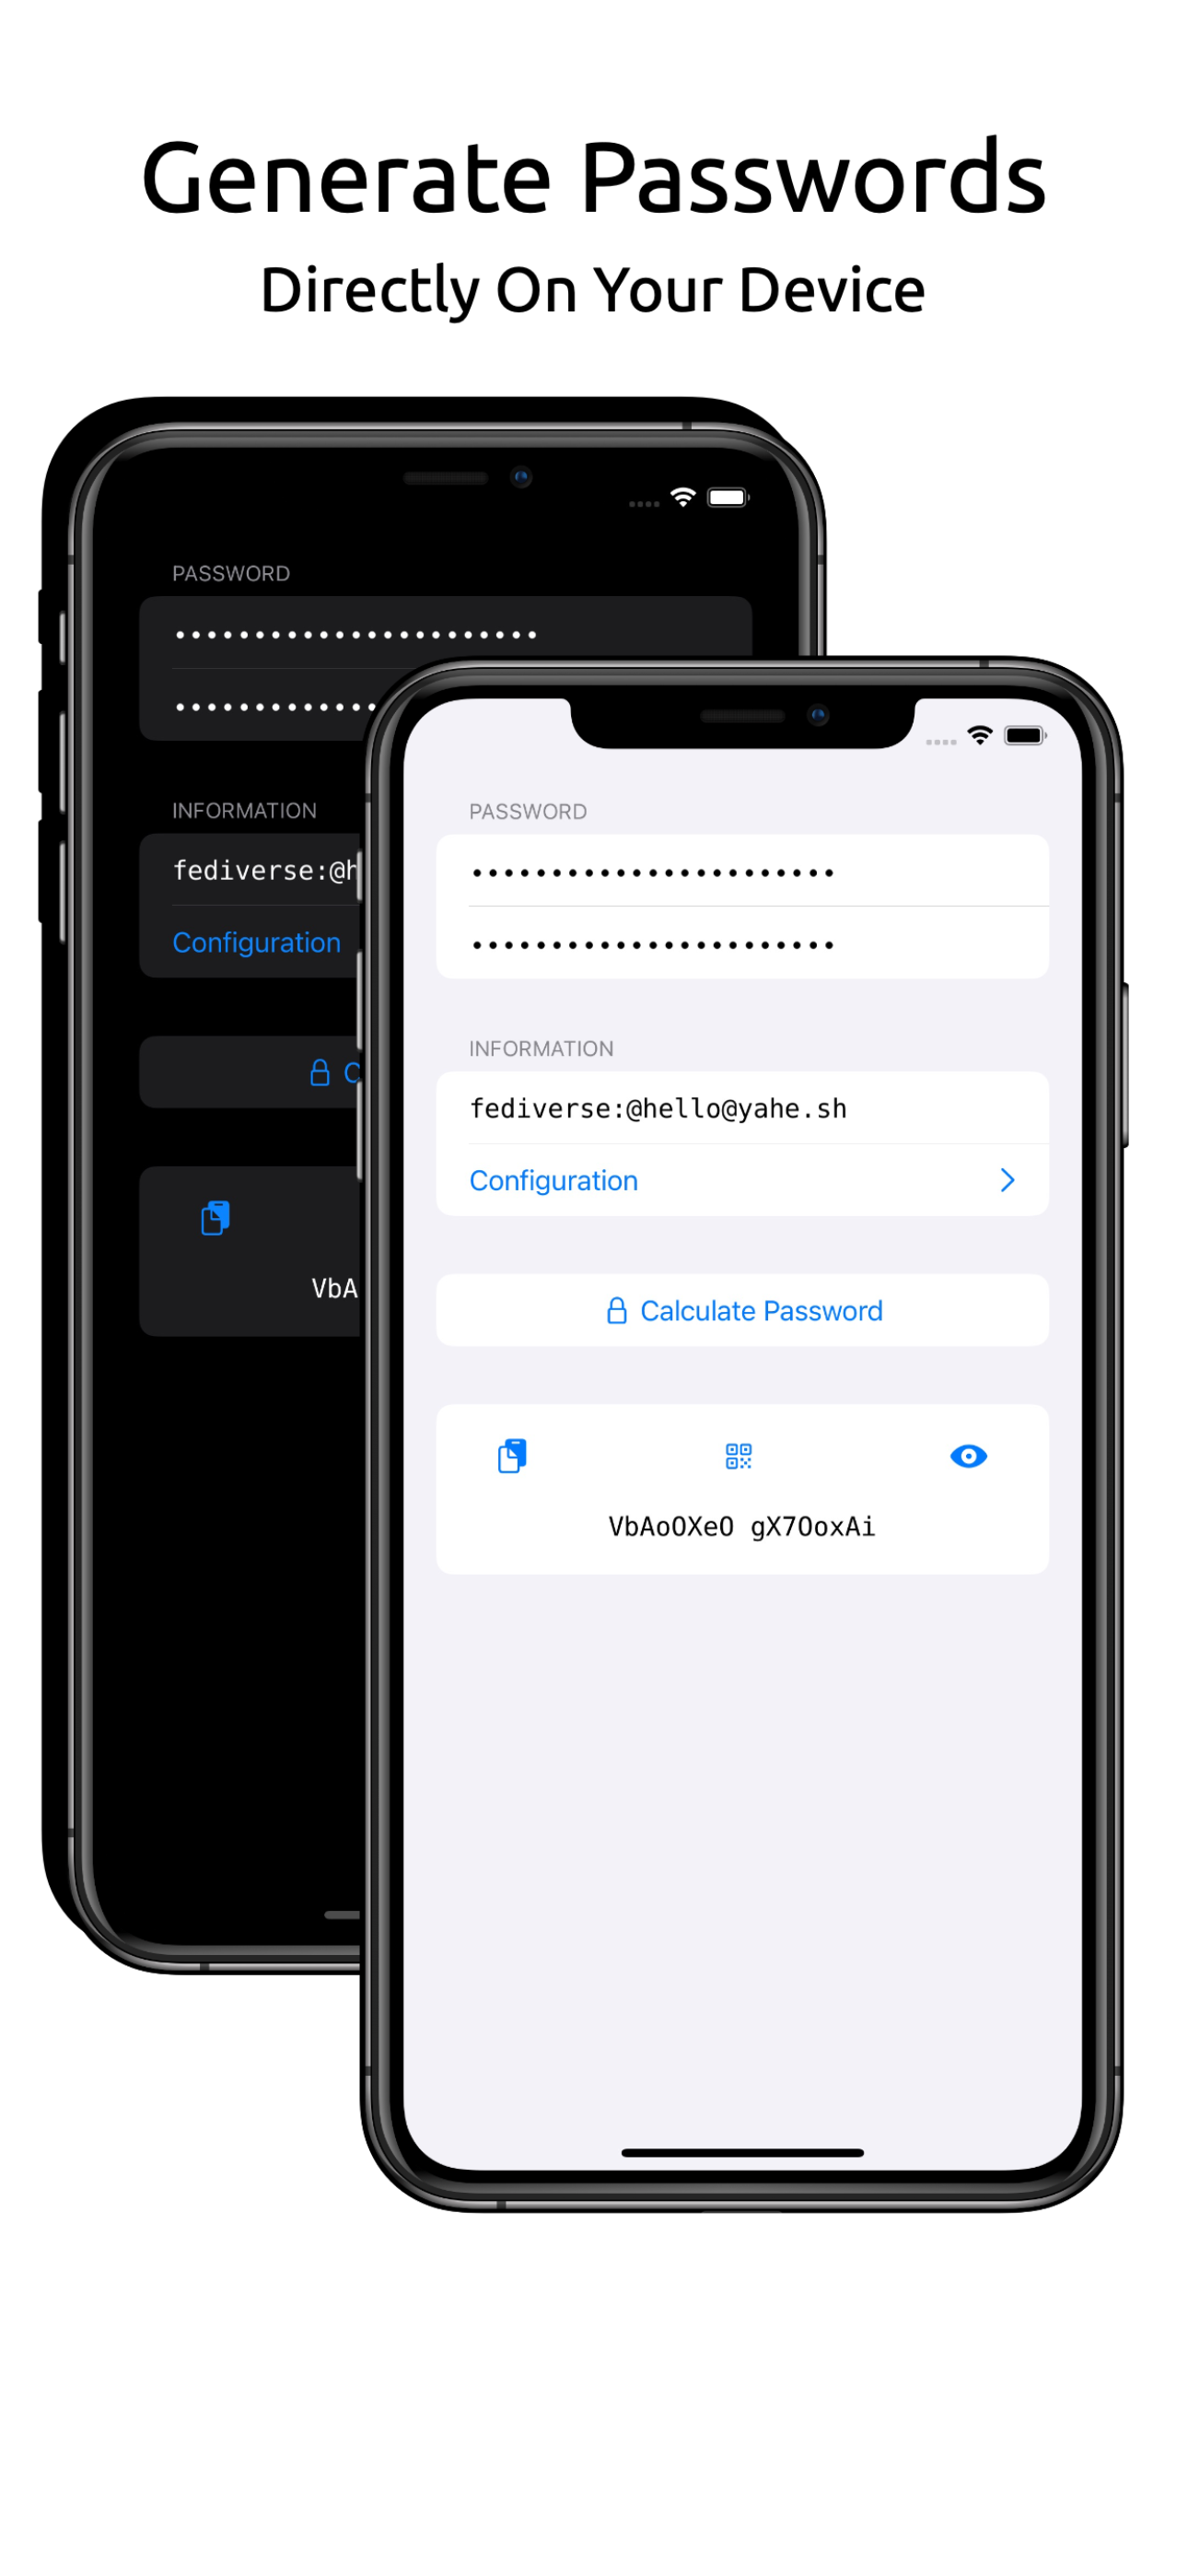 Generate Passwords
Directly On Your Device
PASSWORD
•••••••••••••••••••••••
•••••••••••••
INFORMATION
fediverse:@h
Configuration
C
VbA
PASSWORD
•••••••••••••••••••••••
•••••••••••••••••••••••
INFORMATION
fediverse:@hello@yahe.sh
Configuration
Calculate Password
VbAoOXeO gX7OoxAi